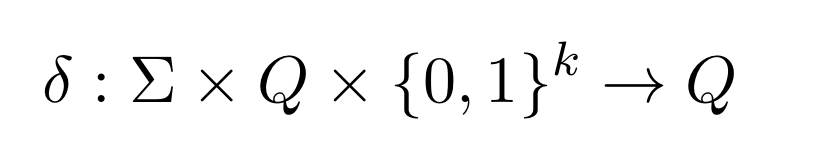 δ : Σ × Q × {0, 1}ᵏ → Q